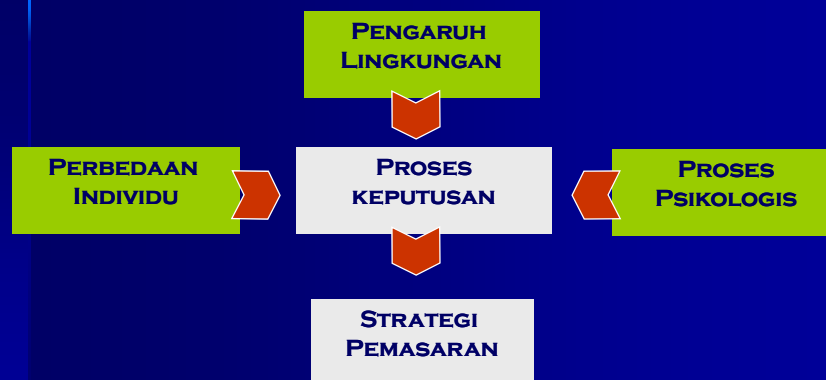 Pengaruh
Lingkungan
Perbedaan
Individu
Proses
keputusan
Proses
Psikologis
Strategi
Pemasaran